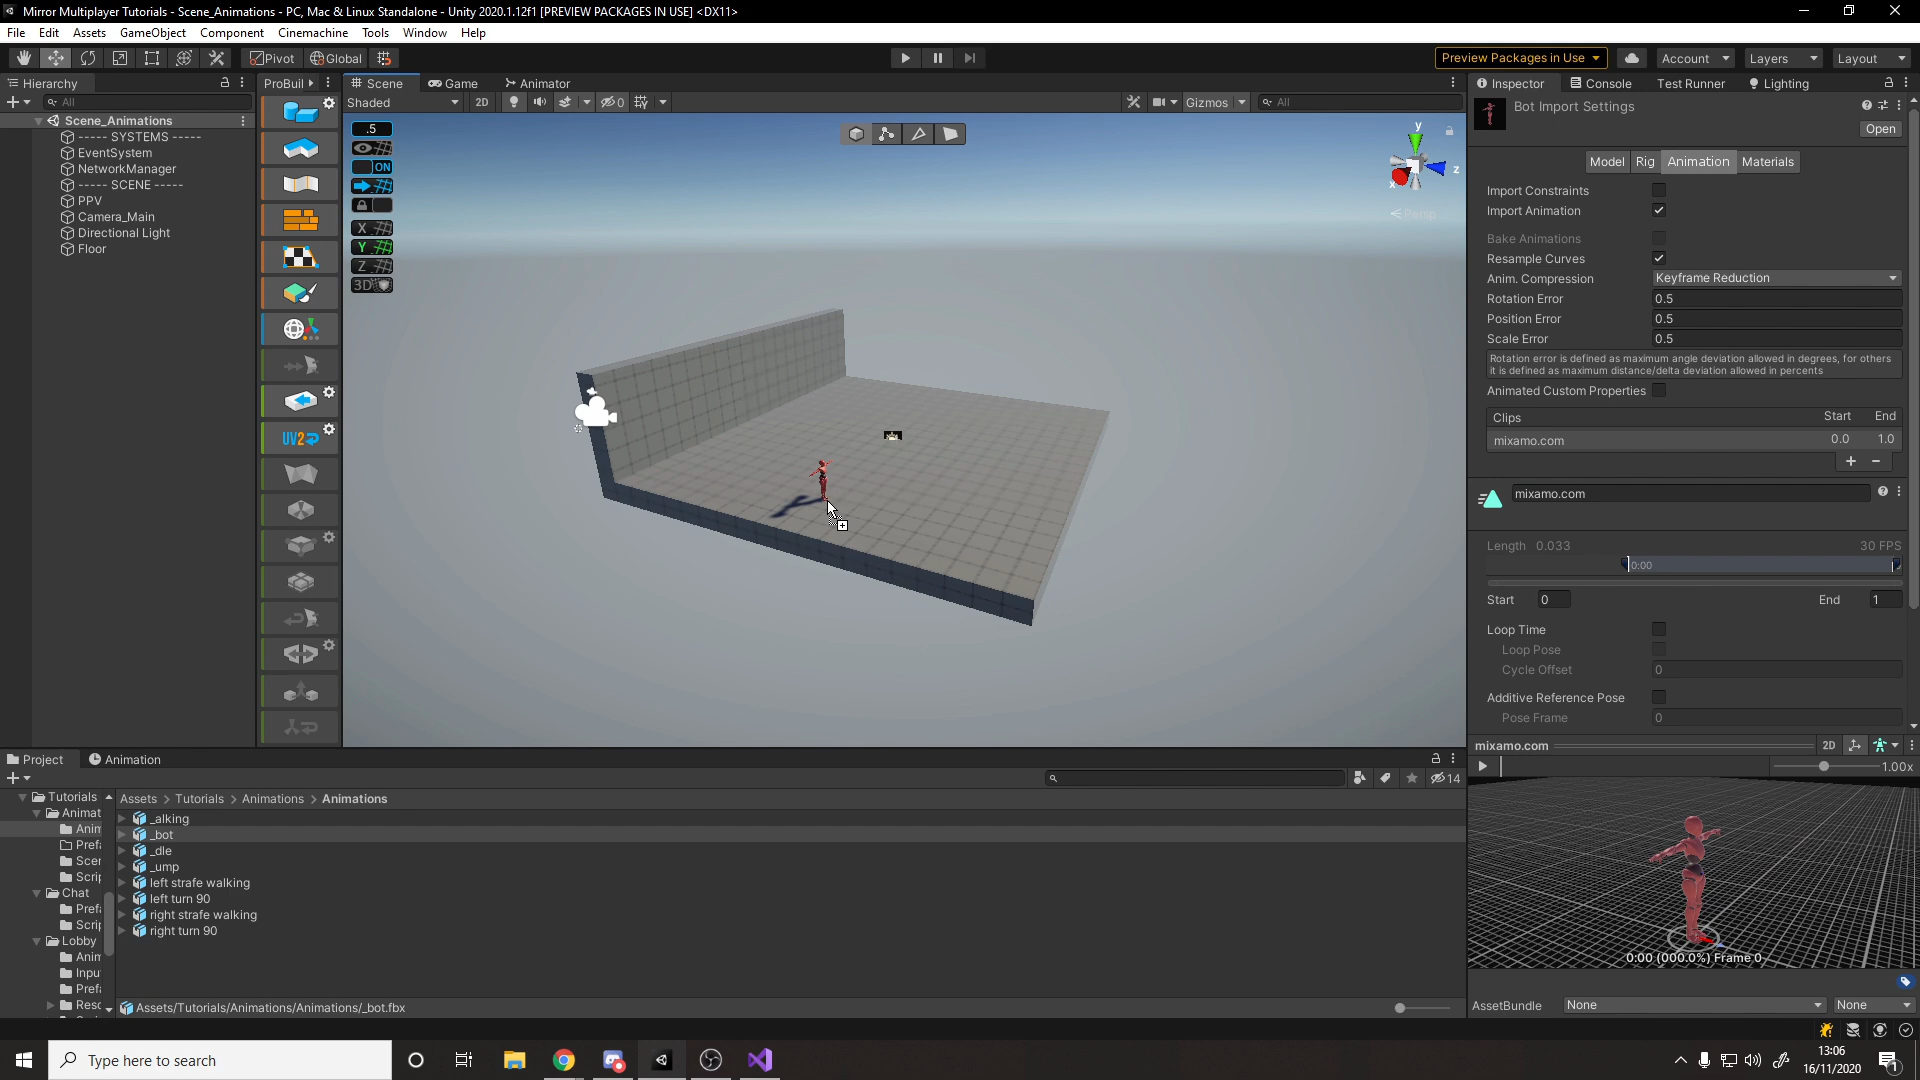 Mirror Multiplayer Tutorials - Scene_Animations - PC, Mac & Linux Standalone - Unity 2020.1.12f1 [PREVIEW PACKAGES IN USE] <DX11>
File Edit Assets GameObject Component Cinemachine Tools Window Help
Pivot Global Preview Packages in Use Account Layers Layout
Hierarchy ProBuil Scene Game Animator Inspector Console Test Runner Lighting
All Shaded 2D 0 Gizmos All
Bot Import Settings
Open
Scene_Animations
----- SYSTEMS -----
EventSystem
NetworkManager
----- SCENE -----
PPV
Camera_Main
Directional Light
Floor
UV2
.5
ON
X
Y
Z
3D
y
x
z
Persp
Model Rig Animation Materials
Import Constraints
Import Animation
Bake Animations
Resample Curves
Anim. Compression Keyframe Reduction
Rotation Error 0.5
Position Error 0.5
Scale Error 0.5
Rotation error is defined as maximum angle deviation allowed in degrees, for others
it is defined as maximum distance/delta deviation allowed in percents
Animated Custom Properties
Clips Start End
mixamo.com 0.0 1.0
mixamo.com
Length 0.033 30 FPS
0:00
Start 0 End 1
Loop Time
Loop Pose
Cycle Offset 0
Additive Reference Pose
Pose Frame 0
mixamo.com 2D
1.00x
0:00 (000.0%) Frame 0
AssetBundle None None
Project Animation
14
Tutorials
Animat
Anim
Prefa
Scen
Scrip
Chat
Prefa
Scrip
Lobby
Anim
Input
Prefa
Resc
Assets > Tutorials > Animations > Animations
_alking
_bot
_dle
_ump
left strafe walking
left turn 90
right strafe walking
right turn 90
Assets/Tutorials/Animations/Animations/_bot.fbx
Type here to search
13:06
16/11/2020
1